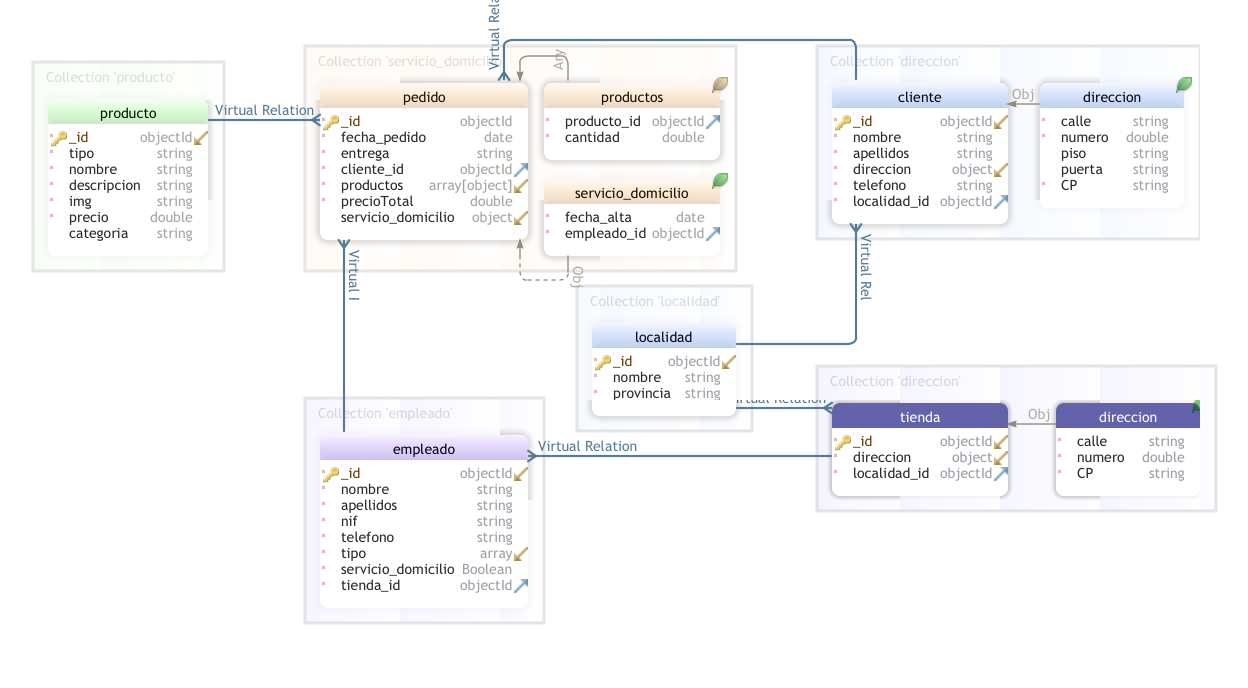 Virtual Rela
Collection 'producto'
producto
_id objectId
tipo string
nombre string
descripcion string
img string
precio double
categoria string
Virtual Relation
Collection 'servicio_domicilio
pedido
_id objectId
fecha_pedido date
entrega string
cliente_id objectId
productos array[object]
precioTotal double
servicio_domicilio object
Any
productos
producto_id objectId
cantidad double
servicio_domicilio
fecha_alta date
empleado_id objectId
Obj
Collection 'direccion'
cliente
_id objectId
nombre string
apellidos string
direccion object
telefono string
localidad_id objectId
Obj
direccion
calle string
numero double
piso string
puerta string
CP string
Virtual Rel
Collection 'localidad'
localidad
_id objectId
nombre string
provincia string
Virtual
Collection 'direccion'
tienda
_id objectId
direccion object
localidad_id objectId
Obj
direccion
calle string
numero double
CP string
Collection 'empleado'
empleado
_id objectId
nombre string
apellidos string
nif string
telefono string
tipo array
servicio_domicilio Boolean
tienda_id objectId
Virtual Relation